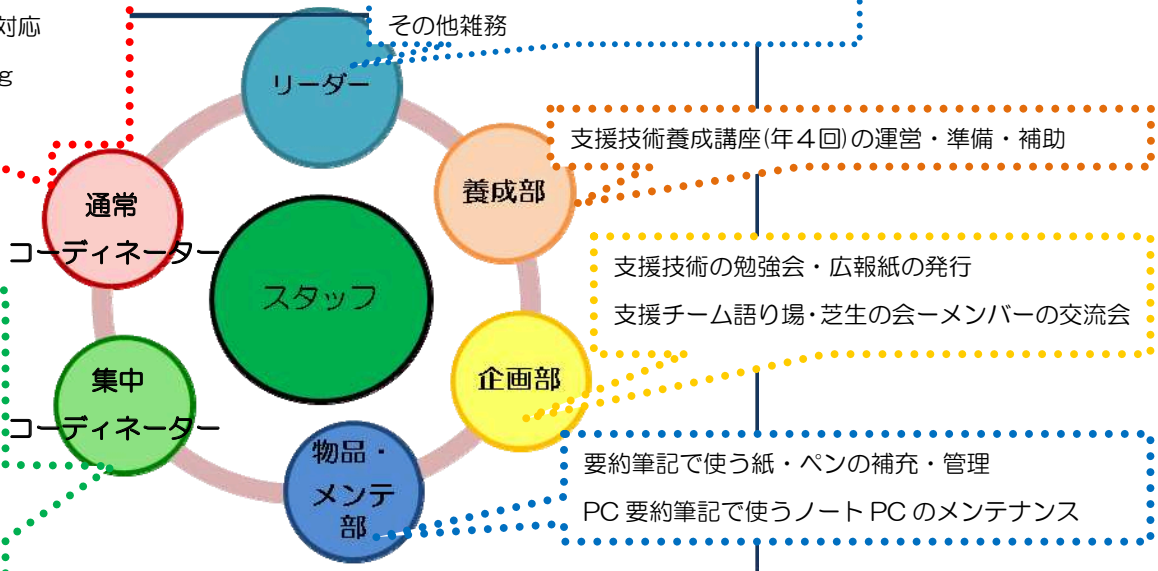 対応
その他雑務
g
リーダー
支援技術養成講座(年４回)の運営・準備・補助
養成部
通常
コーディネーター
支援技術の勉強会・広報紙の発行
スタッフ
支援チーム語り場・芝生の会ーメンバーの交流会
集中
コーディネーター
企画部
物品・
メンテ
部
要約筆記で使う紙・ペンの補充・管理
PC 要約筆記で使うノート PC のメンテナンス